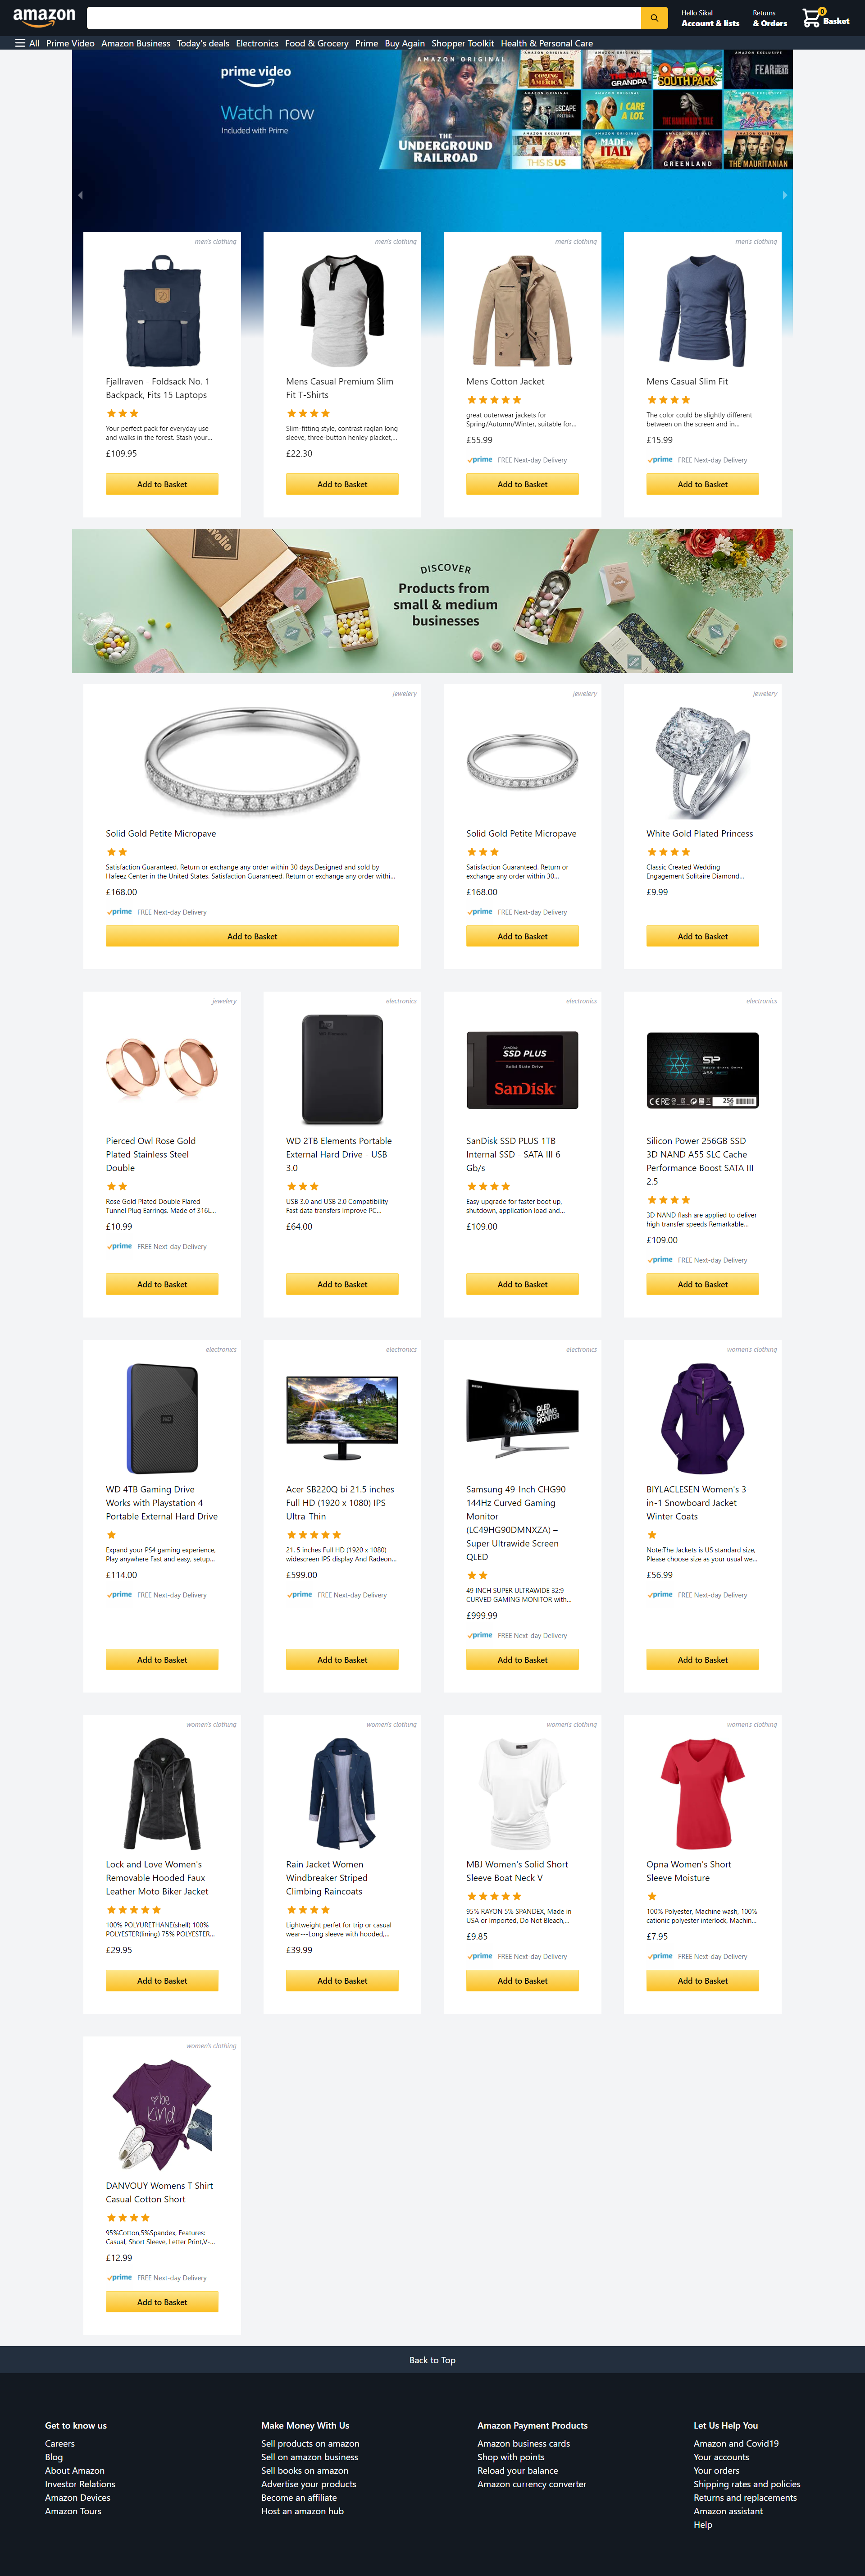 amazon
Hello Sikal
Account & lists
Returns
& Orders
0
Basket
All Prime Video Amazon Business Today's deals Electronics Food & Grocery Prime Buy Again Shopper Toolkit Health & Personal Care
prime video
Watch now
Included with Prime
AMAZON ORIGINAL
THE
UNDERGROUND
RAILROAD
COMING
AMERICA
GRANDPA
SOUTH PARK
FEAR
ESCAPE
PRETORIA
I CARE
A LOT.
THE HANDMAID'S TALE
THIS IS US
MADE IN
ITALY
GREENLAND
THE MAURITANIAN
men's clothing
Fjallraven - Foldsack No. 1
Backpack, Fits 15 Laptops
Your perfect pack for everyday use
and walks in the forest. Stash your...
£109.95
Add to Basket
men's clothing
Mens Casual Premium Slim
Fit T-Shirts
Slim-fitting style, contrast raglan long
sleeve, three-button henley placket,...
£22.30
Add to Basket
men's clothing
Mens Cotton Jacket
great outerwear jackets for
Spring/Autumn/Winter, suitable for...
£55.99
prime FREE Next-day Delivery
Add to Basket
men's clothing
Mens Casual Slim Fit
The color could be slightly different
between on the screen and in...
£15.99
prime FREE Next-day Delivery
Add to Basket
DISCOVER
Products from
small & medium
businesses
jewelery
Solid Gold Petite Micropave
Satisfaction Guaranteed. Return or exchange any order within 30 days.Designed and sold by
Hafeez Center in the United States. Satisfaction Guaranteed. Return or exchange any order withi...
£168.00
prime FREE Next-day Delivery
Add to Basket
jewelery
Solid Gold Petite Micropave
Satisfaction Guaranteed. Return or
exchange any order within 30...
£168.00
prime FREE Next-day Delivery
Add to Basket
jewelery
White Gold Plated Princess
Classic Created Wedding
Engagement Solitaire Diamond...
£9.99
Add to Basket
jewelery
Pierced Owl Rose Gold
Plated Stainless Steel
Double
Rose Gold Plated Double Flared
Tunnel Plug Earrings. Made of 316L...
£10.99
prime FREE Next-day Delivery
Add to Basket
electronics
WD 2TB Elements Portable
External Hard Drive - USB
3.0
USB 3.0 and USB 2.0 Compatibility
Fast data transfers Improve PC...
£64.00
Add to Basket
electronics
SanDisk
SSD PLUS
Solid State Drive
SanDisk
SanDisk SSD PLUS 1TB
Internal SSD - SATA III 6
Gb/s
Easy upgrade for faster boot up,
shutdown, application load and...
£109.00
Add to Basket
electronics
SP
A55
256
Silicon Power 256GB SSD
3D NAND A55 SLC Cache
Performance Boost SATA III
2.5
3D NAND flash are applied to deliver
high transfer speeds Remarkable...
£109.00
prime FREE Next-day Delivery
Add to Basket
electronics
WD
WD 4TB Gaming Drive
Works with Playstation 4
Portable External Hard Drive
Expand your PS4 gaming experience,
Play anywhere Fast and easy, setup...
£114.00
prime FREE Next-day Delivery
Add to Basket
electronics
Acer SB220Q bi 21.5 inches
Full HD (1920 x 1080) IPS
Ultra-Thin
21. 5 inches Full HD (1920 x 1080)
widescreen IPS display And Radeon...
£599.00
prime FREE Next-day Delivery
Add to Basket
electronics
SAMSUNG
QLED
GAMING
MONITOR
Samsung 49-Inch CHG90
144Hz Curved Gaming
Monitor
(LC49HG90DMNXZA) –
Super Ultrawide Screen
QLED
49 INCH SUPER ULTRAWIDE 32:9
CURVED GAMING MONITOR with...
£999.99
prime FREE Next-day Delivery
Add to Basket
women's clothing
BIYLACLESEN Women's 3-
in-1 Snowboard Jacket
Winter Coats
Note:The Jackets is US standard size,
Please choose size as your usual we...
£56.99
prime FREE Next-day Delivery
Add to Basket
women's clothing
Lock and Love Women's
Removable Hooded Faux
Leather Moto Biker Jacket
100% POLYURETHANE(shell) 100%
POLYESTER(lining) 75% POLYESTER...
£29.95
Add to Basket
women's clothing
Rain Jacket Women
Windbreaker Striped
Climbing Raincoats
Lightweight perfet for trip or casual
wear---Long sleeve with hooded,...
£39.99
Add to Basket
women's clothing
MBJ Women's Solid Short
Sleeve Boat Neck V
95% RAYON 5% SPANDEX, Made in
USA or Imported, Do Not Bleach,...
£9.85
prime FREE Next-day Delivery
Add to Basket
women's clothing
Opna Women's Short
Sleeve Moisture
100% Polyester, Machine wash, 100%
cationic polyester interlock, Machin...
£7.95
prime FREE Next-day Delivery
Add to Basket
women's clothing
be
kind
DANVOUY Womens T Shirt
Casual Cotton Short
95%Cotton,5%Spandex, Features:
Casual, Short Sleeve, Letter Print,V-...
£12.99
prime FREE Next-day Delivery
Add to Basket
Back to Top
Get to know us
Careers
Blog
About Amazon
Investor Relations
Amazon Devices
Amazon Tours
Make Money With Us
Sell products on amazon
Sell on amazon business
Sell books on amazon
Advertise your products
Become an affiliate
Host an amazon hub
Amazon Payment Products
Amazon business cards
Shop with points
Reload your balance
Amazon currency converter
Let Us Help You
Amazon and Covid19
Your accounts
Your orders
Shipping rates and policies
Returns and replacements
Amazon assistant
Help